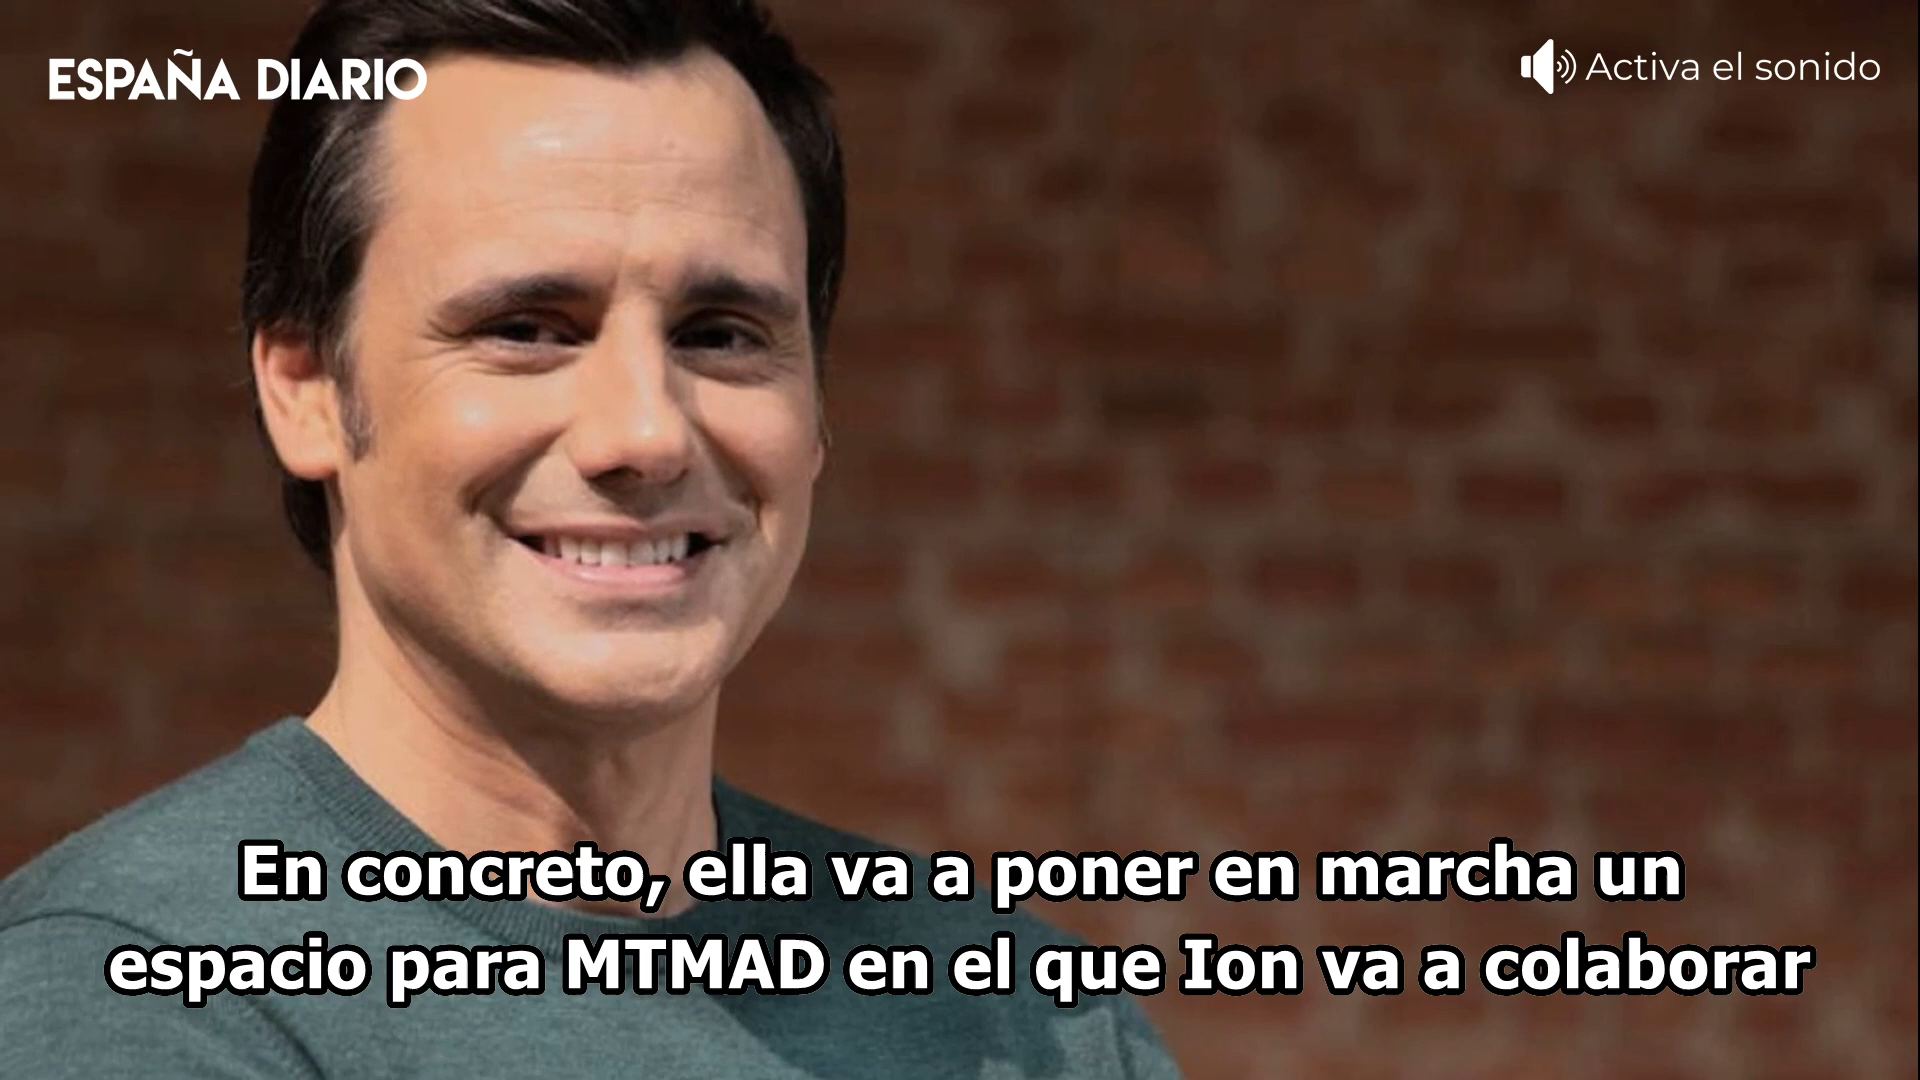 ESPAÑA DIARIO
Activa el sonido
En concreto, ella va a poner en marcha un
espacio para MTMAD en el que Ion va a colaborar